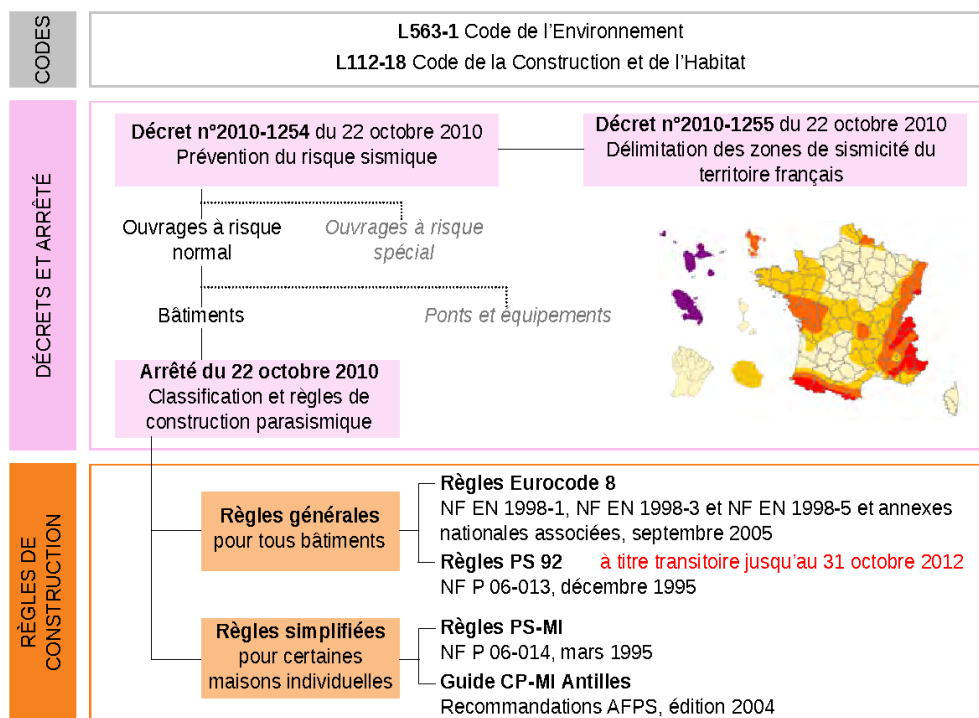 CODES
L563-1 Code de l'Environnement
L112-18 Code de la Construction et de l'Habitat
DÉCRETS ET ARRÊTÉ
Décret n°2010-1254 du 22 octobre 2010
Prévention du risque sismique
Décret n°2010-1255 du 22 octobre 2010
Délimitation des zones de sismicité du
territoire français
Ouvrages à risque
normal
Ouvrages à risque
spécial
Bâtiments
Ponts et équipements
Arrêté du 22 octobre 2010
Classification et règles de
construction parasismique
RÈGLES DE
CONSTRUCTION
Règles générales
pour tous bâtiments
Règles Eurocode 8
NF EN 1998-1, NF EN 1998-3 et NF EN 1998-5 et annexes
nationales associées, septembre 2005
Règles PS 92 à titre transitoire jusqu'au 31 octobre 2012
NF P 06-013, décembre 1995
Règles simplifiées
pour certaines
maisons individuelles
Règles PS-MI
NF P 06-014, mars 1995
Guide CP-MI Antilles
Recommandations AFPS, édition 2004